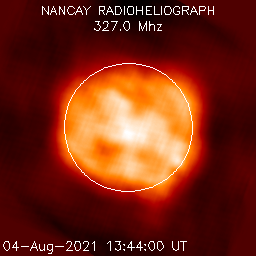 NANCAY RADIOHELIOGRAPH
327.0 Mhz
04-Aug-2021 13:44:00 UT